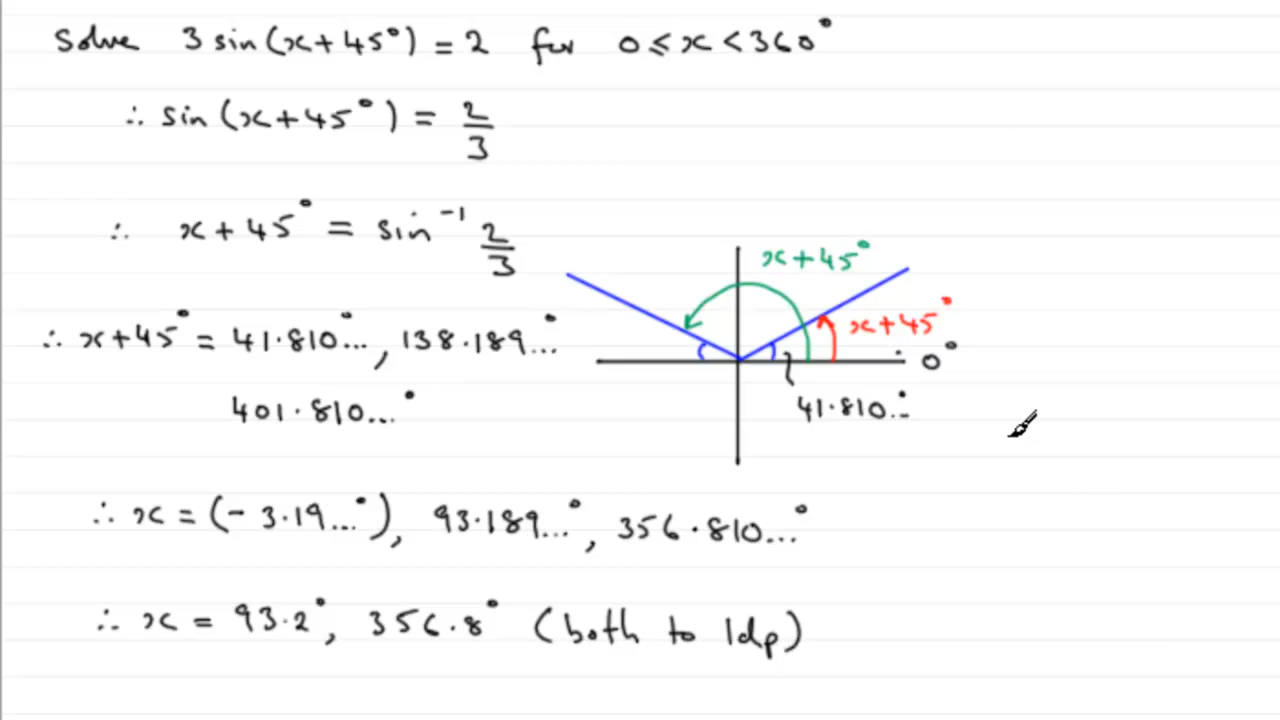 Solve 3 sin(x+45°) = 2 for 0 ≤ x < 360°
∴ sin(x+45°) = 2/3
∴ x+45° = sin⁻¹ 2/3
x+45°
x+45°
∴ x+45° = 41.810...°, 138.189...°
0°
401.810...°
41.810...°
∴ x = (-3.19...°), 93.189...°, 356.810...°
∴ x = 93.2°, 356.8° (both to 1dp)